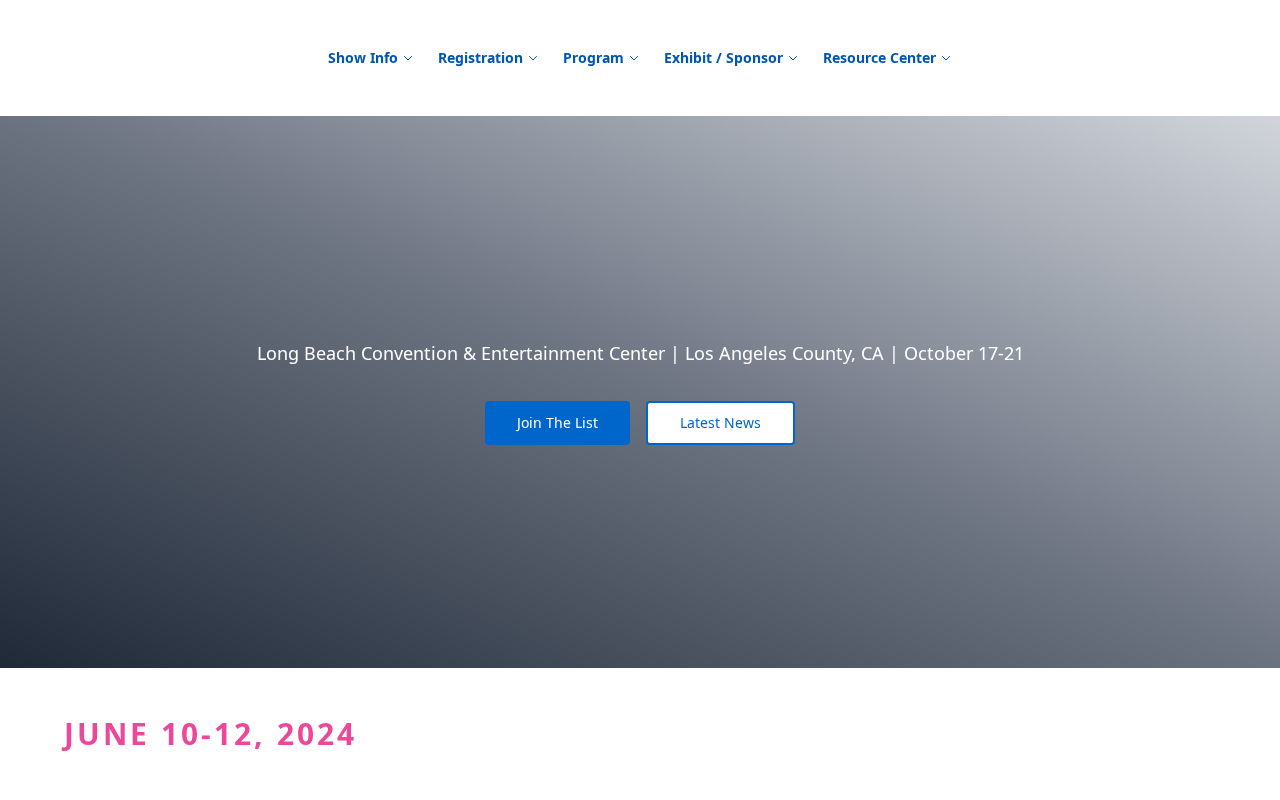 Show Info Registration Program Exhibit / Sponsor Resource Center
Long Beach Convention & Entertainment Center | Los Angeles County, CA | October 17-21
Join The List Latest News
JUNE 10-12, 2024